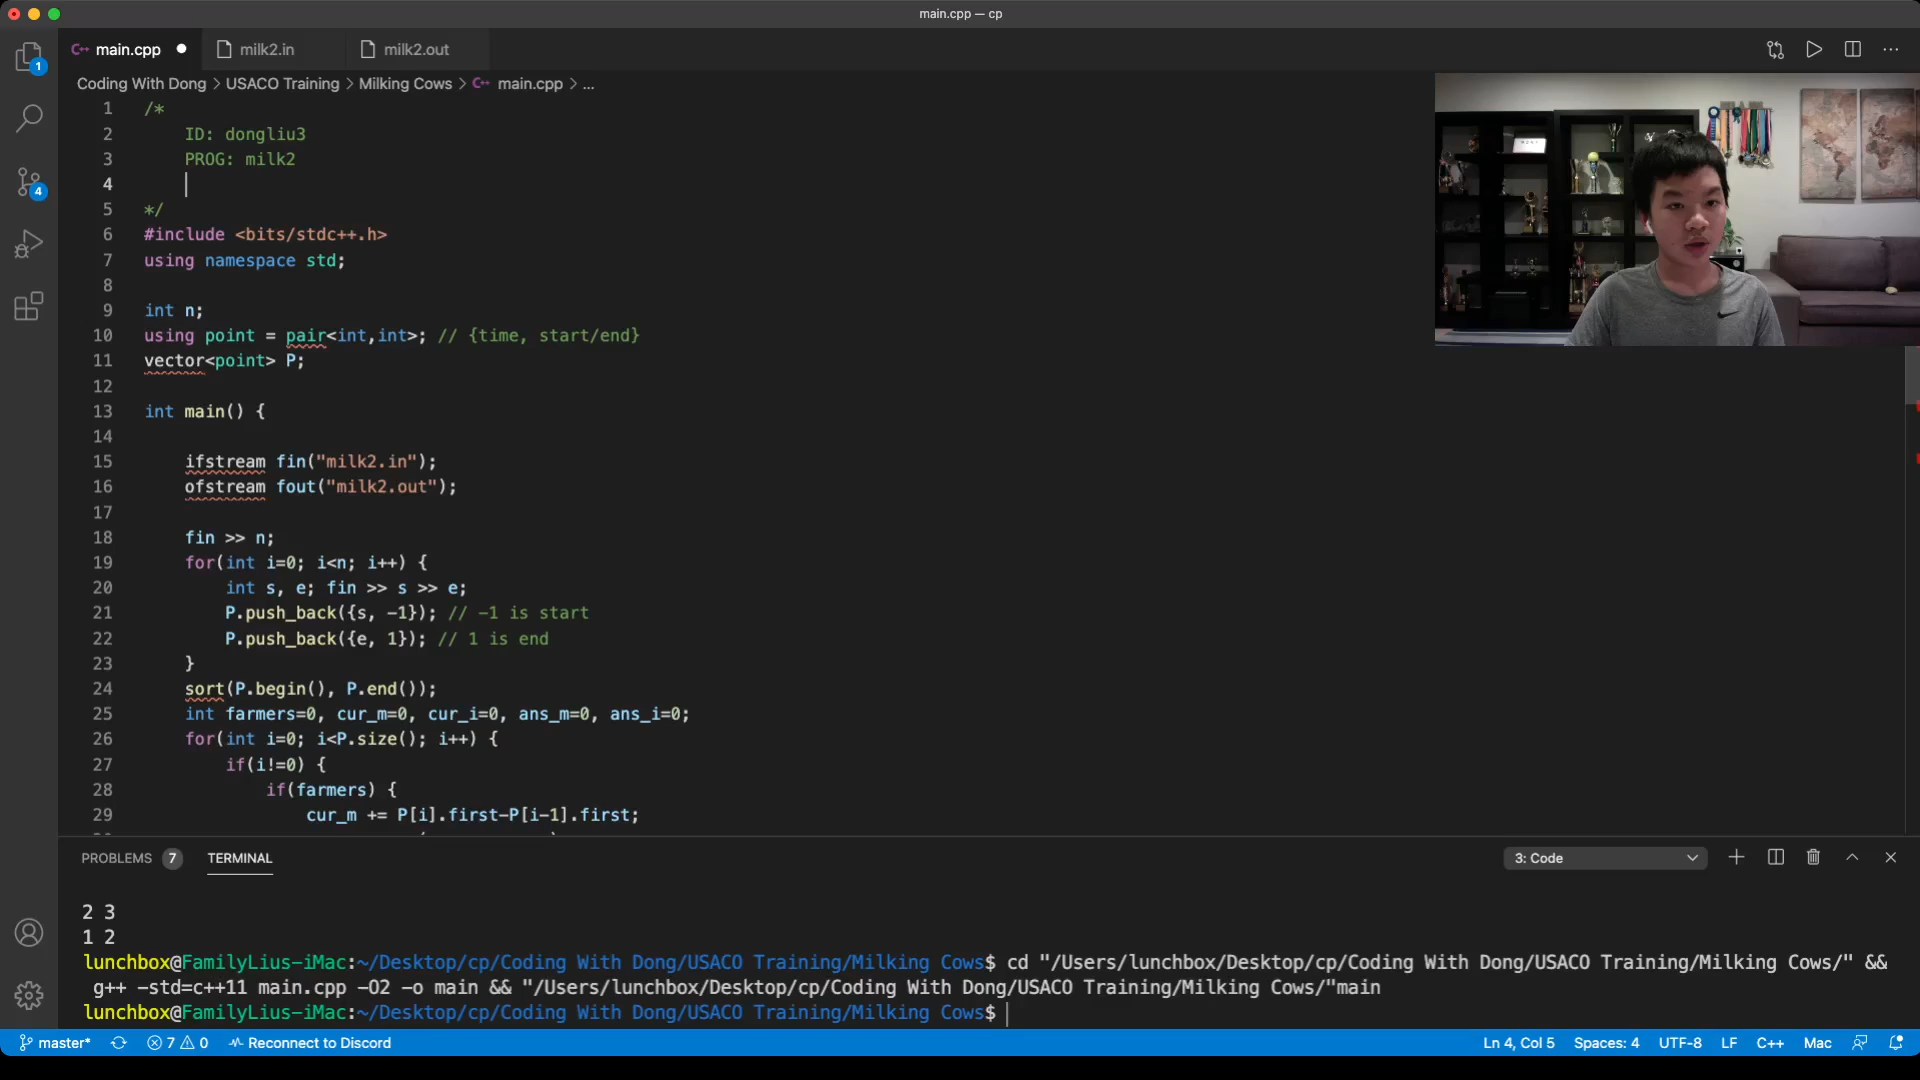 main.cpp — cp
main.cpp
milk2.in
milk2.out
Coding With Dong > USACO Training > Milking Cows > main.cpp > ...
1 /*
2 ID: dongliu3
3 PROG: milk2
4
5 */
6 #include <bits/stdc++.h>
7 using namespace std;
8
9 int n;
10 using point = pair<int,int>; // {time, start/end}
11 vector<point> P;
12
13 int main() {
14
15 ifstream fin("milk2.in");
16 ofstream fout("milk2.out");
17
18 fin >> n;
19 for(int i=0; i<n; i++) {
20 int s, e; fin >> s >> e;
21 P.push_back({s, -1}); // -1 is start
22 P.push_back({e, 1}); // 1 is end
23 }
24 sort(P.begin(), P.end());
25 int farmers=0, cur_m=0, cur_i=0, ans_m=0, ans_i=0;
26 for(int i=0; i<P.size(); i++) {
27 if(i!=0) {
28 if(farmers) {
29 cur_m += P[i].first-P[i-1].first;
1
4
PROBLEMS 7 TERMINAL
3: Code
2 3
1 2
lunchbox@FamilyLius-iMac:~/Desktop/cp/Coding With Dong/USACO Training/Milking Cows$ cd "/Users/lunchbox/Desktop/cp/Coding With Dong/USACO Training/Milking Cows/" &&
g++ -std=c++11 main.cpp -O2 -o main && "/Users/lunchbox/Desktop/cp/Coding With Dong/USACO Training/Milking Cows/"main
lunchbox@FamilyLius-iMac:~/Desktop/cp/Coding With Dong/USACO Training/Milking Cows$
master* 7 0 Reconnect to Discord
Ln 4, Col 5 Spaces: 4 UTF-8 LF C++ Mac